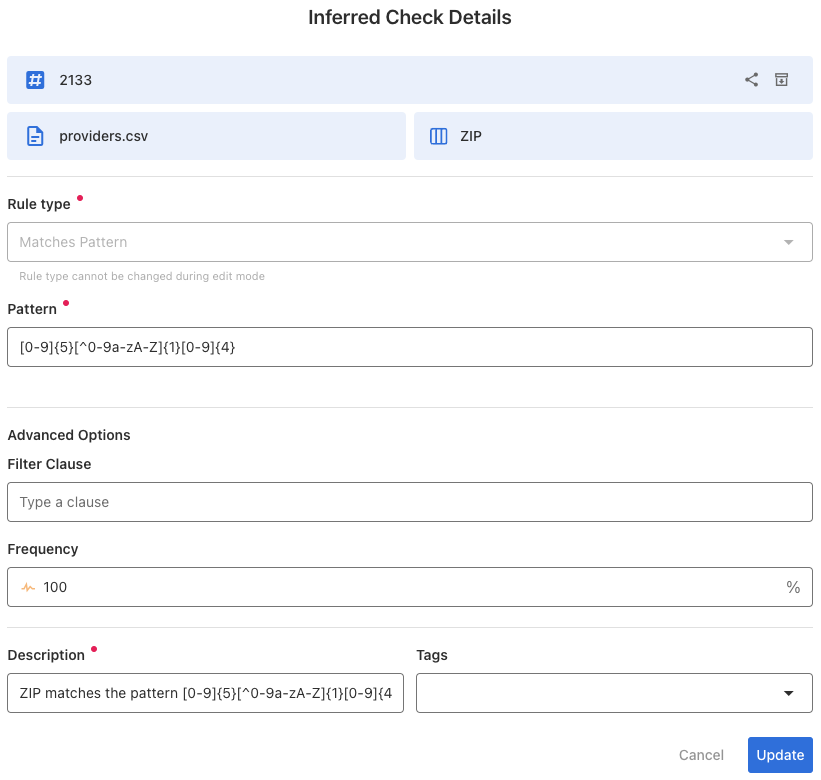 Inferred Check Details
2133
providers.csv
ZIP
Rule type
Matches Pattern
Rule type cannot be changed during edit mode
Pattern
[0-9]{5}[^0-9a-zA-Z]{1}[0-9]{4}
Advanced Options
Filter Clause
Type a clause
Frequency
100 %
Description
Tags
ZIP matches the pattern [0-9]{5}[^0-9a-zA-Z]{1}[0-9]{4
Cancel Update